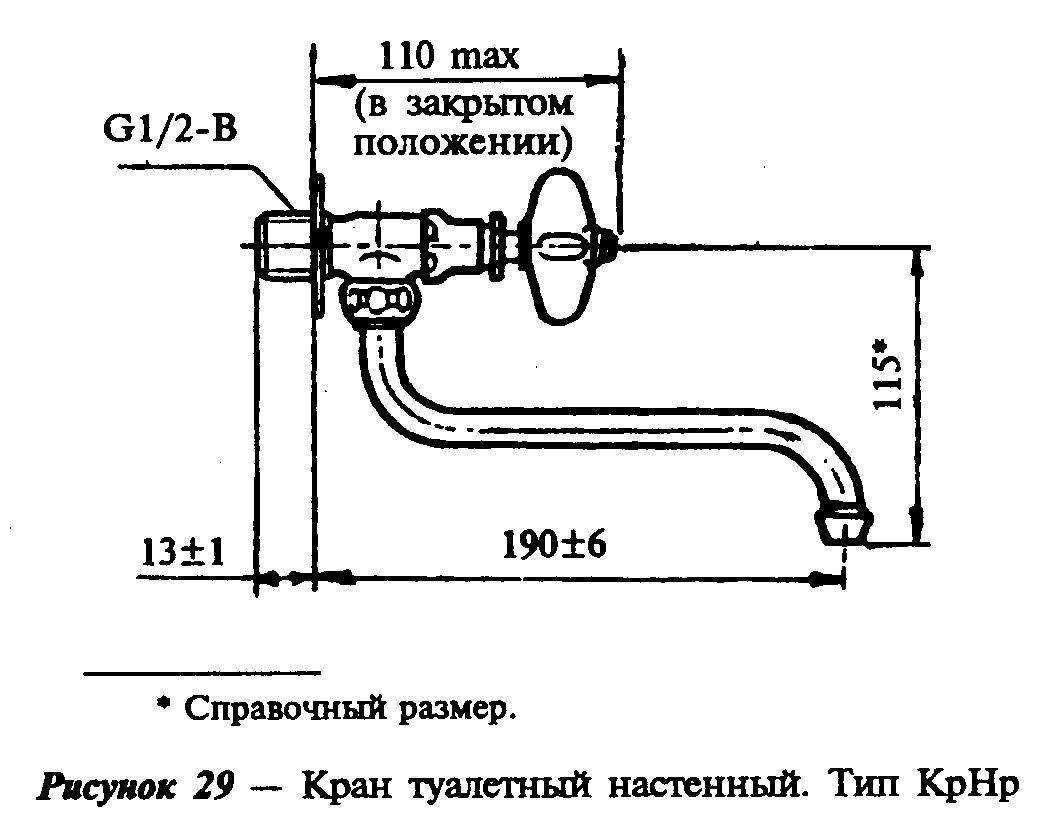 110 max
(в закрытом
положении)
G1/2-B
115*
13±1
190±6
* Справочный размер.
Рисунок 29 — Кран туалетный настенный. Тип КрНр